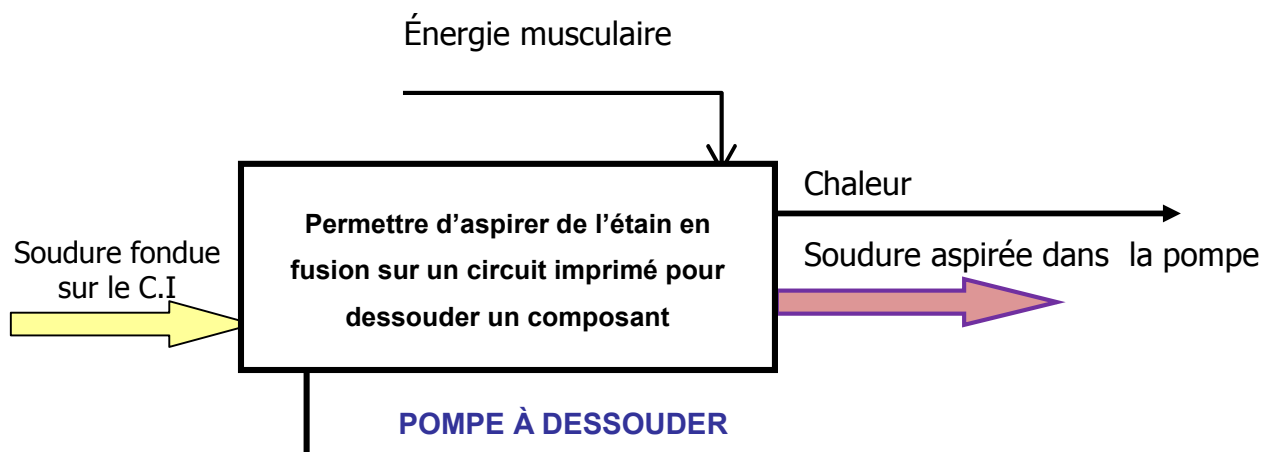 Énergie musculaire
Chaleur
Permettre d'aspirer de l'étain en
fusion sur un circuit imprimé pour
dessouder un composant
Soudure fondue
sur le C.I
Soudure aspirée dans la pompe
POMPE À DESSOUDER